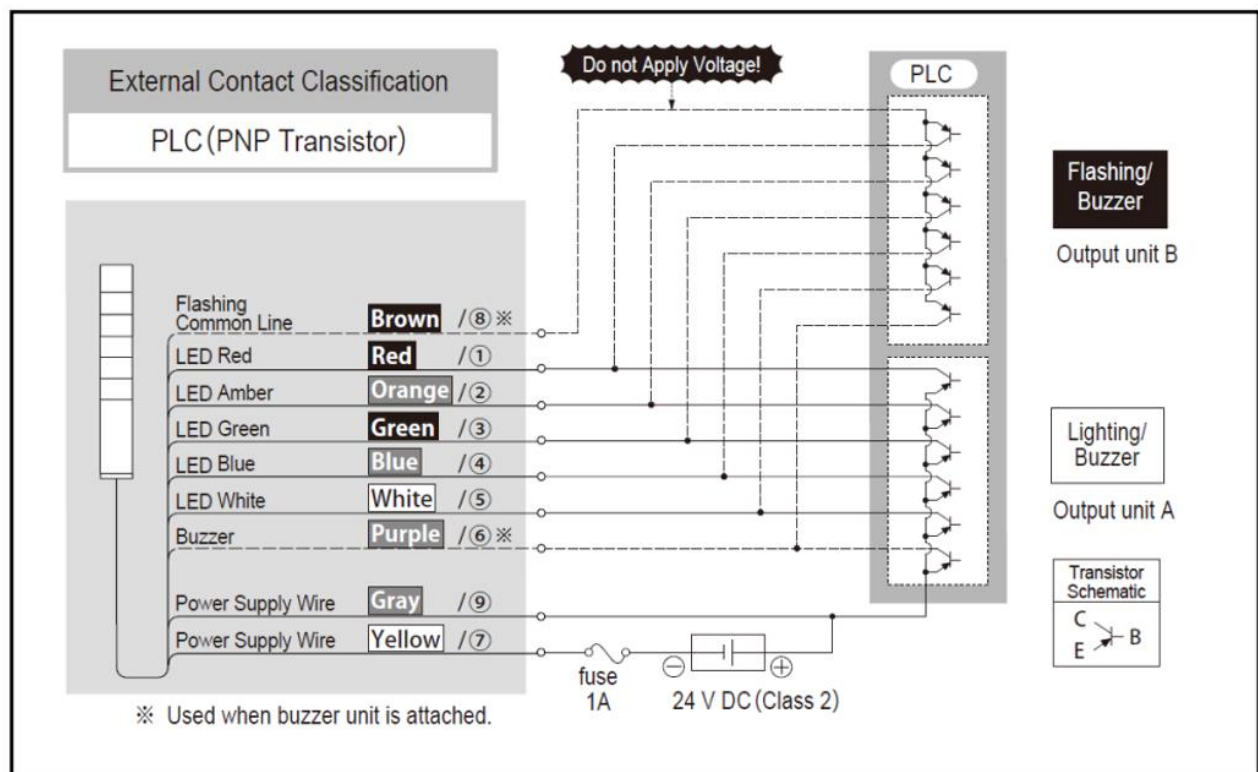 External Contact Classification
PLC (PNP Transistor)
Do not Apply Voltage!
PLC
Flashing/
Buzzer
Output unit B
Flashing
Common Line Brown /⑧※
LED Red Red /①
LED Amber Orange /②
LED Green Green /③
LED Blue Blue /④
LED White White /⑤
Buzzer Purple /⑥※
Power Supply Wire Gray /⑨
Power Supply Wire Yellow /⑦
Lighting/
Buzzer
Output unit A
Transistor
Schematic
C
B
E
− +
fuse
1A
24 V DC (Class 2)
※ Used when buzzer unit is attached.